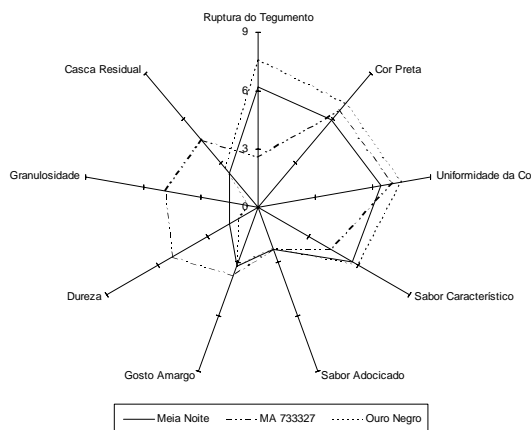 Ruptura do Tegumento
9
Casca Residual
Cor Preta
6
3
Granulosidade
Uniformidade da Co
0
Dureza
Sabor Característico
Gosto Amargo
Sabor Adocicado
Meia Noite
MA 733327
Ouro Negro